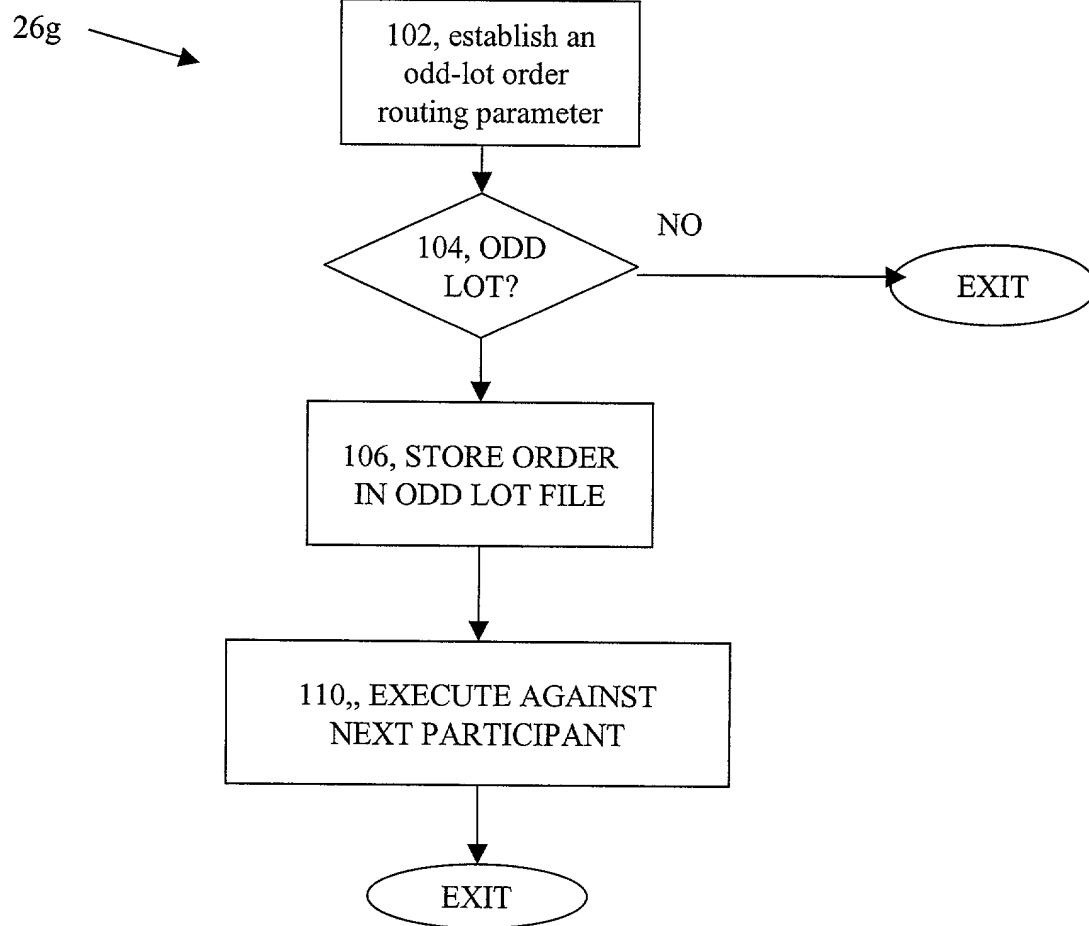 26g
102, establish an
odd-lot order
routing parameter
104, ODD
LOT?
NO
EXIT
106, STORE ORDER
IN ODD LOT FILE
110,, EXECUTE AGAINST
NEXT PARTICIPANT
EXIT